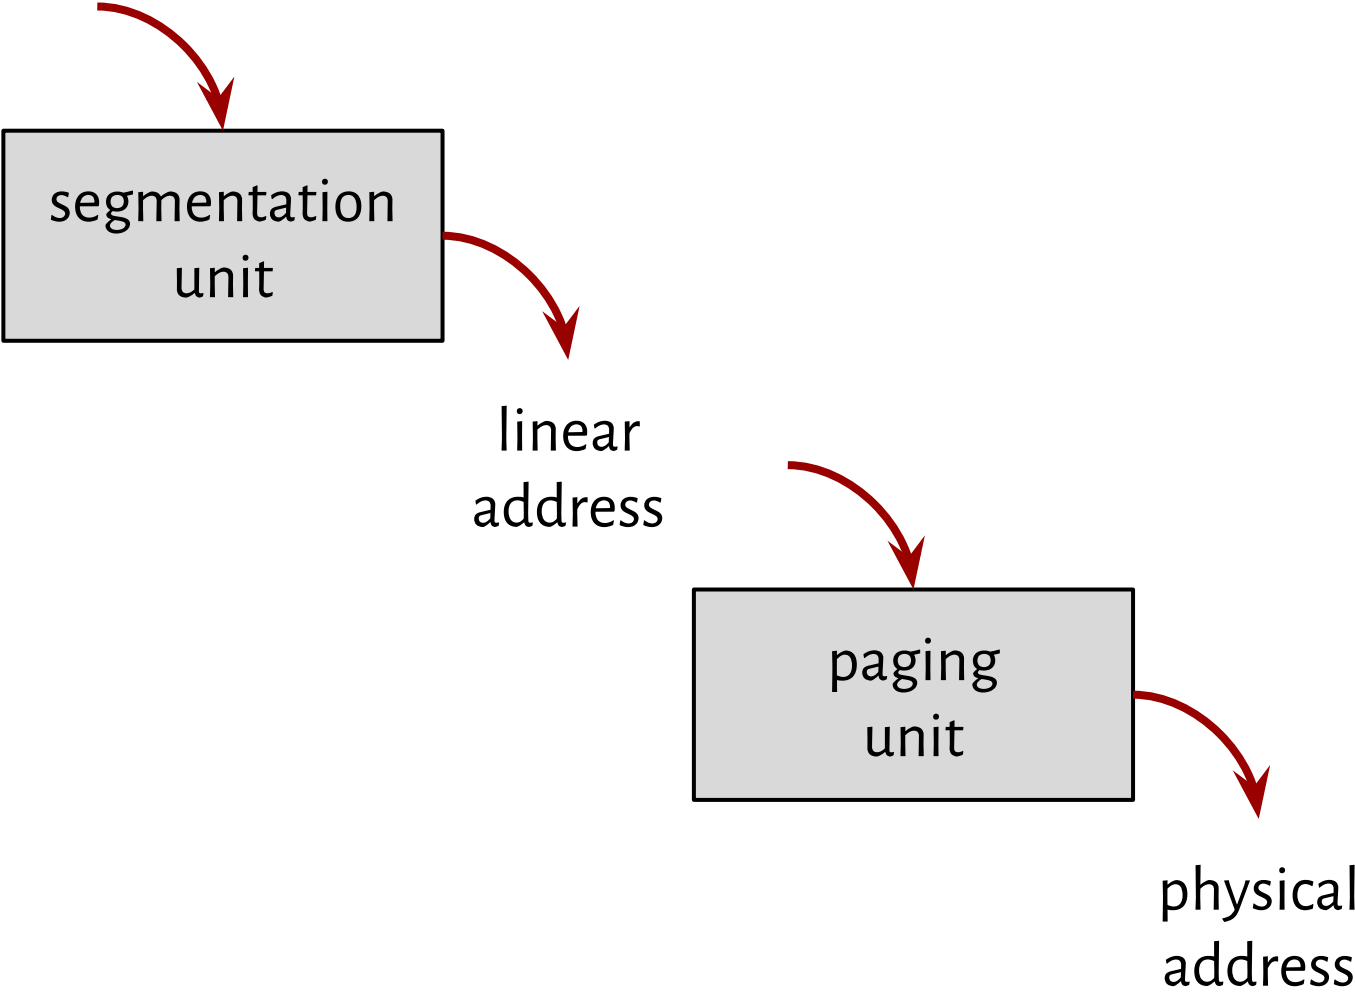 segmentation
unit
linear
address
paging
unit
physical
address